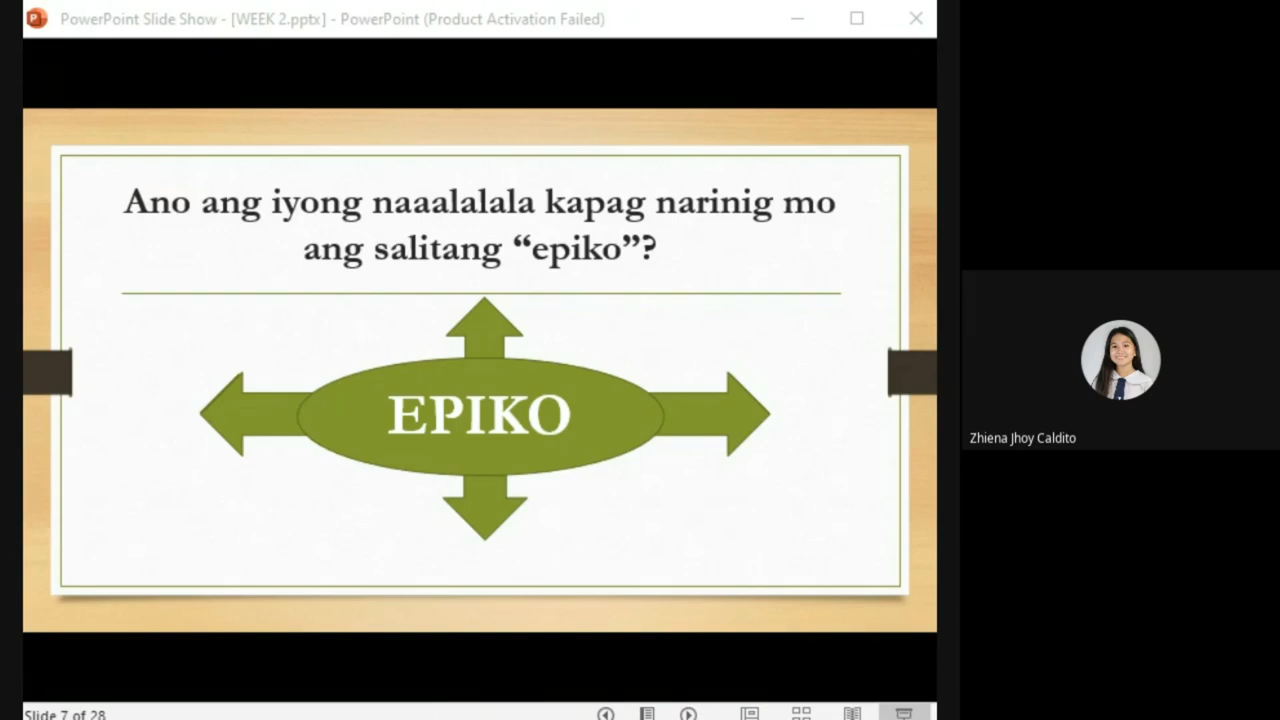 PowerPoint Slide Show - [WEEK 2.pptx] - PowerPoint (Product Activation Failed)
Ano ang iyong naaalalala kapag narinig mo
ang salitang “epiko”?
EPIKO
Zhiena Jhoy Caldito
Slide 7 of 28